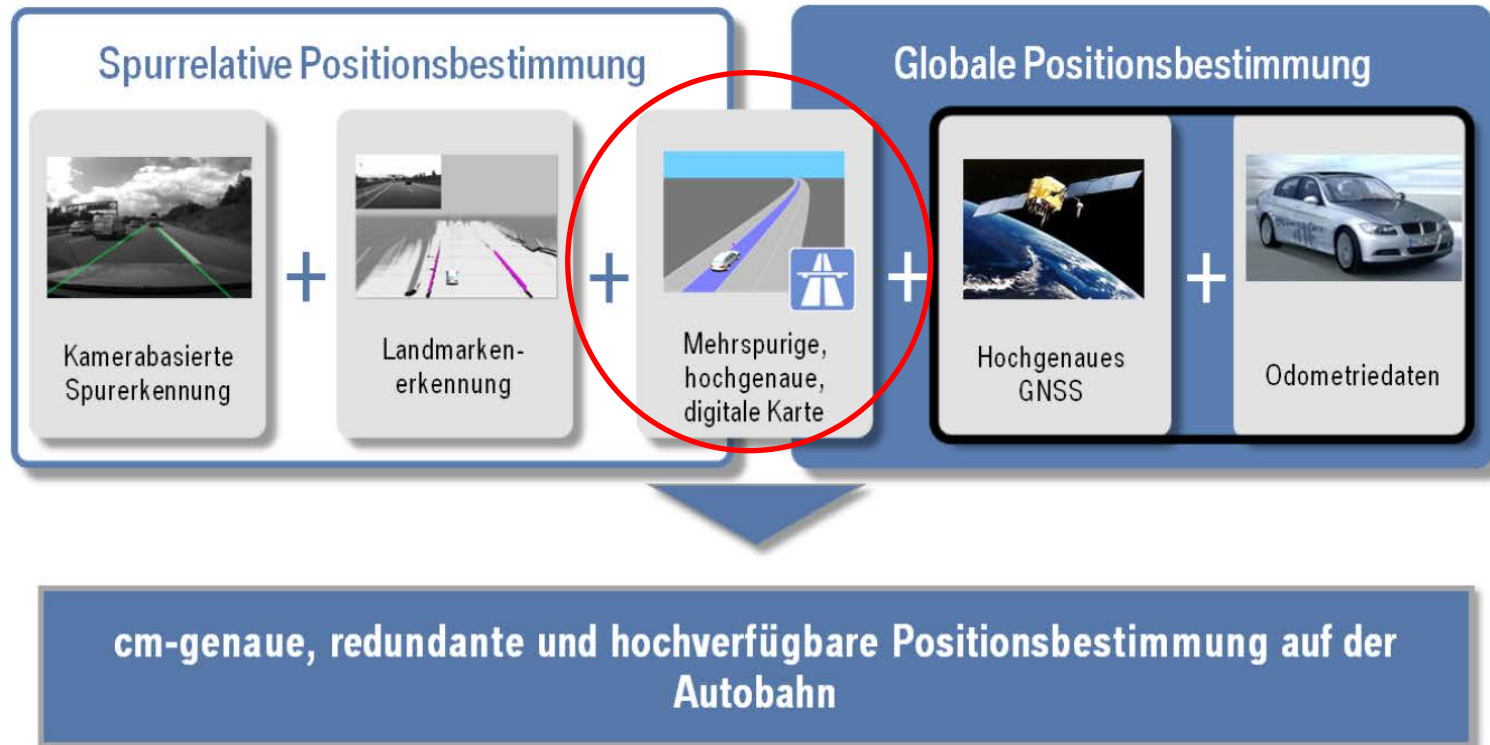 Spurrelative Positionsbestimmung
Globale Positionsbestimmung
Kamerabasierte
Spurerkennung
+
Landmarken-
erkennung
+
Mehrspurige,
hochgenaue,
digitale Karte
+
Hochgenaues
GNSS
+
Odometriedaten
cm-genaue, redundante und hochverfügbare Positionsbestimmung auf der
Autobahn